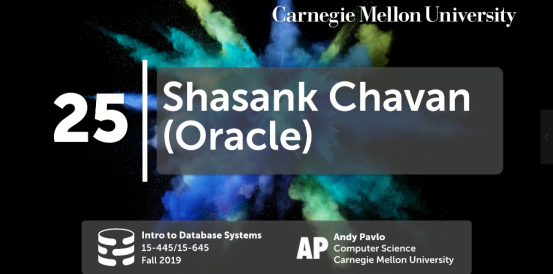 Carnegie Mellon University
25
Shasank Chavan
(Oracle)
Intro to Database Systems
15-445/15-645
Fall 2019
AP
Andy Pavlo
Computer Science
Carnegie Mellon University